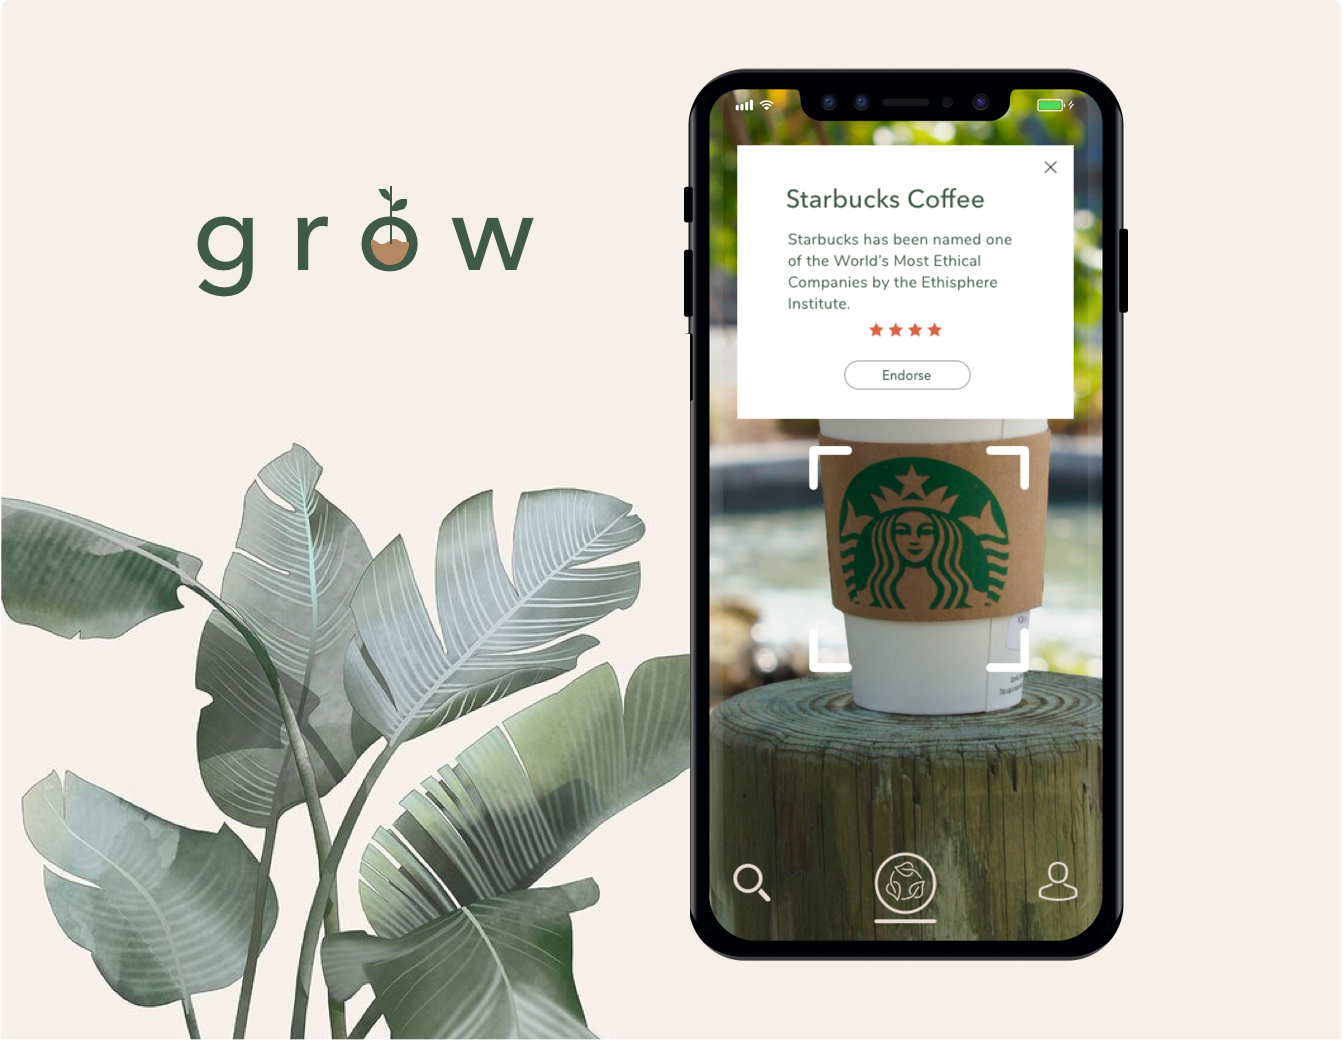 grow
Starbucks Coffee
Starbucks has been named one
of the World's Most Ethical
Companies by the Ethisphere
Institute.
Endorse